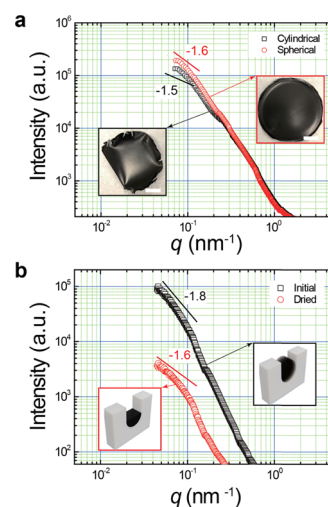 a
Intensity (a.u.)
10⁶
10⁵
10⁴
10³
-1.6
-1.5
Cylindrical
Spherical
10⁻² 10⁻¹ 10⁰
q (nm⁻¹)
b
Intensity (a.u.)
10⁵
10⁴
10³
10²
-1.8
-1.6
Initial
Dried
10⁻² 10⁻¹ 10⁰
q (nm⁻¹)